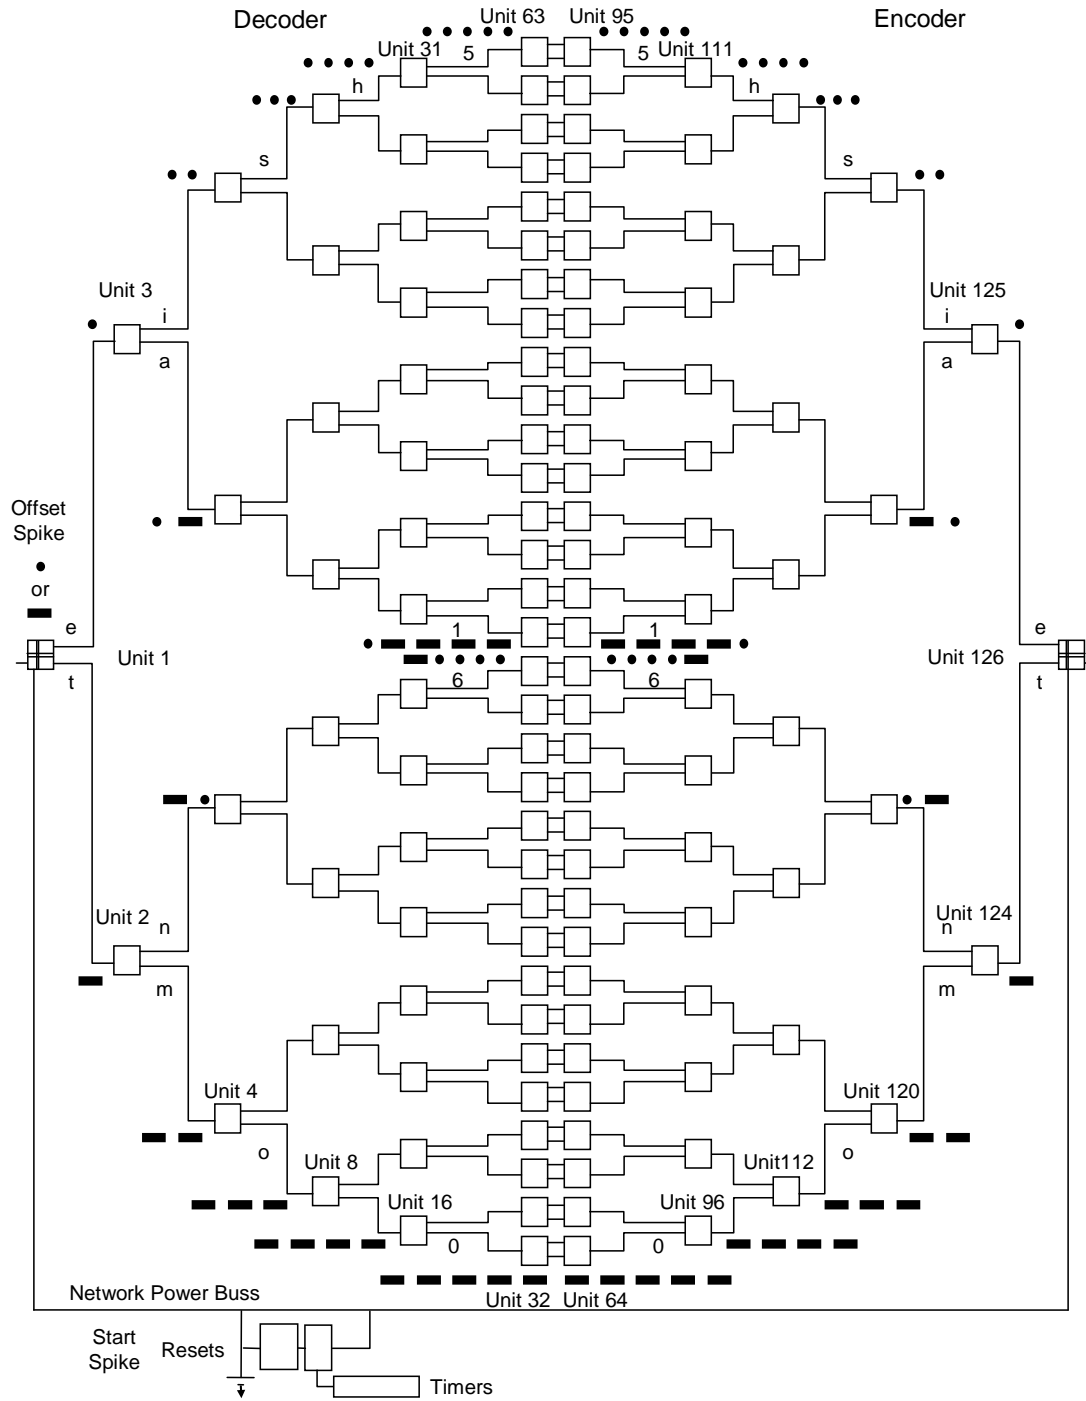 Decoder
Unit 63
Unit 95
Encoder
Unit 31
5
5
Unit 111
h
h
s
s
Unit 3
Unit 125
i
i
a
a
Offset
Spike
or
e
e
1
1
Unit 1
Unit 126
t
t
6
6
Unit 2
Unit 124
n
n
m
m
Unit 4
Unit 120
o
o
Unit 8
Unit112
Unit 16
Unit 96
0
0
Network Power Buss
Unit 32
Unit 64
Start
Spike
Resets
Timers